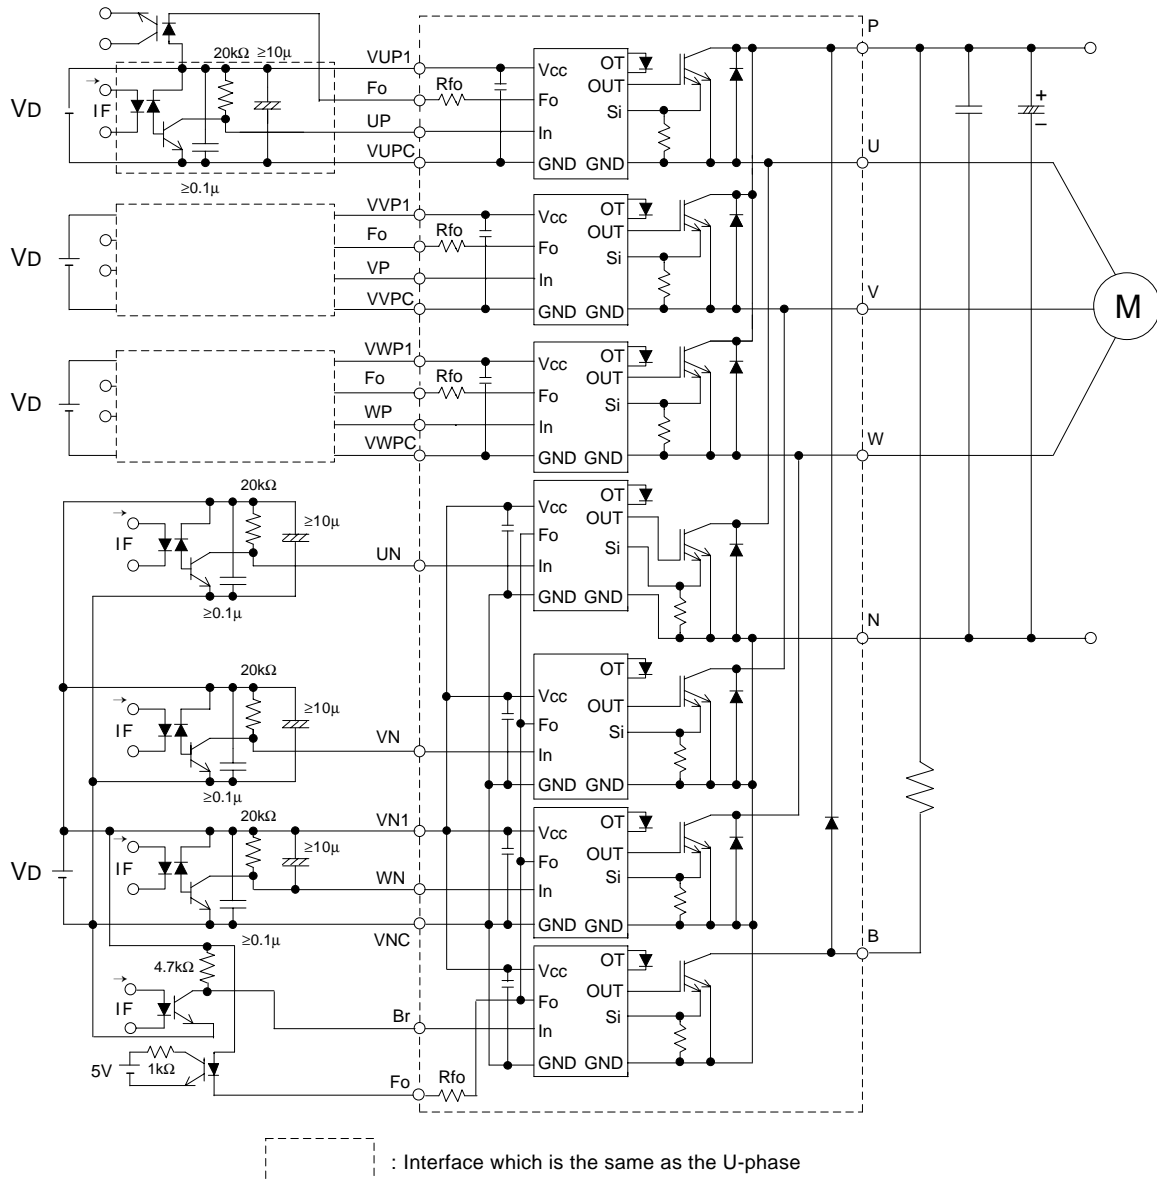 P
20kΩ ≥10µ
VUP1
Fo
UP
VUPC
VD
IF
≥0.1µ
Rfo
Vcc
Fo
In
GND GND
OT
OUT
Si
U
VD
VVP1
Fo
VP
VVPC
Rfo
Vcc
Fo
In
GND GND
OT
OUT
Si
V
M
VD
VWP1
Fo
WP
VWPC
Rfo
Vcc
Fo
In
GND GND
OT
OUT
Si
W
20kΩ
≥10µ
IF
≥0.1µ
UN
Vcc
Fo
In
GND GND
OT
OUT
Si
N
20kΩ
≥10µ
IF
≥0.1µ
VN
Vcc
Fo
In
GND GND
OT
OUT
Si
20kΩ
≥10µ
VD
IF
≥0.1µ
VN1
WN
VNC
Vcc
Fo
In
GND GND
OT
OUT
Si
B
4.7kΩ
IF
5V
1kΩ
Br
Fo
Rfo
Vcc
Fo
In
GND GND
OT
OUT
Si
+
–
: Interface which is the same as the U-phase